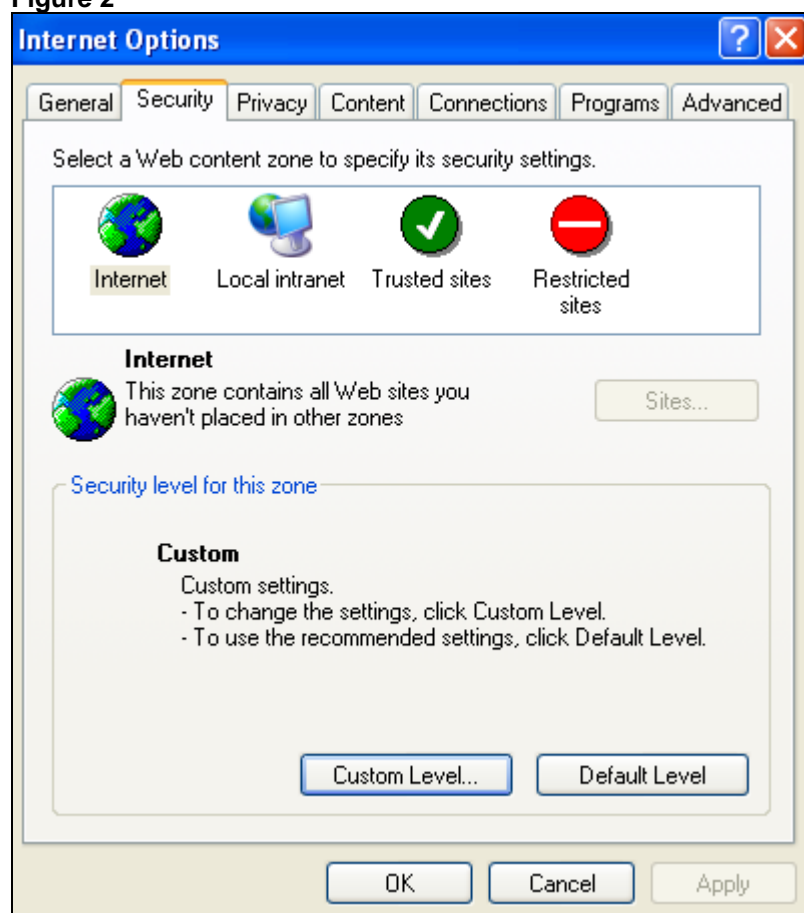 Figure 2
Internet Options
General Security Privacy Content Connections Programs Advanced
Select a Web content zone to specify its security settings.
Internet Local intranet Trusted sites Restricted sites
Internet
This zone contains all Web sites you
haven't placed in other zones
Sites...
Security level for this zone
Custom
Custom settings.
- To change the settings, click Custom Level.
- To use the recommended settings, click Default Level.
Custom Level... Default Level
OK Cancel Apply